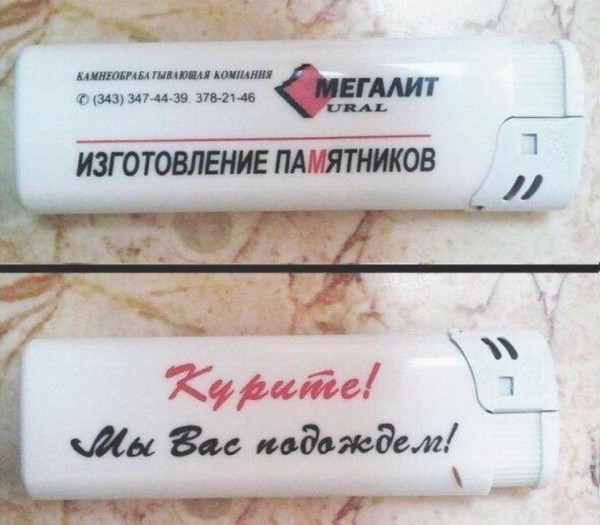 КАМНЕОБРАБАТЫВАЮЩАЯ КОМПАНИЯ
✆ (343) 347-44-39, 378-21-46
МЕГАЛИТ
URAL
ИЗГОТОВЛЕНИЕ ПАМЯТНИКОВ
Курите!
Мы Вас подождем!